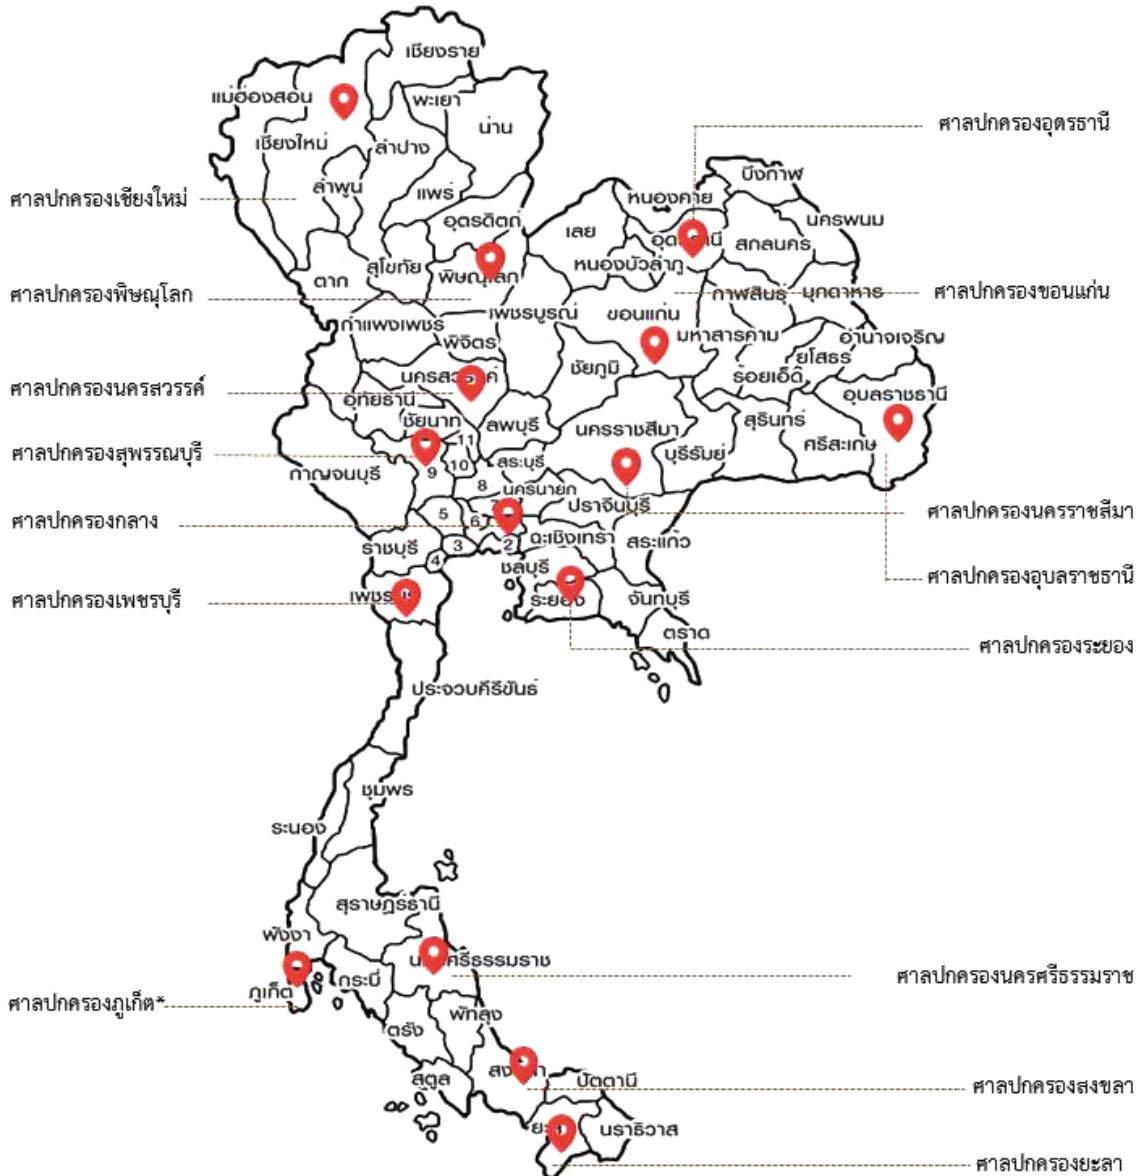 เชียงราย
แม่ฮ่องสอน
พะเยา
น่าน
เชียงใหม่
ลำปาง
ศาลปกครองอุดรธานี
ลำพูน
แพร่
บึงกาฬ
หนองคาย
ศาลปกครองเชียงใหม่
อุตรดิตถ์
เลย
นครพนม
สกลนคร
ตาก
สุโขทัย
พิษณุโลก
หนองบัวลำภู
ศาลปกครองพิษณุโลก
กาฬสินธุ์
มุกดาหาร
ศาลปกครองขอนแก่น
กำแพงเพชร
เพชรบูรณ์
ขอนแก่น
พิจิตร
มหาสารคาม
อำนาจเจริญ
ยโสธร
ชัยภูมิ
ร้อยเอ็ด
ศาลปกครองนครสวรรค์
อุทัยธานี
อุบลราชธานี
ชัยนาท
ลพบุรี
นครราชสีมา
สุรินทร์
ศรีสะเกษ
ศาลปกครองสุพรรณบุรี
11
บุรีรัมย์
กาญจนบุรี
9
10
สระบุรี
8
นครนายก
ปราจีนบุรี
ศาลปกครองกลาง
5
6
7
ศาลปกครองนครราชสีมา
ฉะเชิงเทรา
สระแก้ว
ราชบุรี
3
2
4
ชลบุรี
ศาลปกครองอุบลราชธานี
ศาลปกครองเพชรบุรี
ระยอง
จันทบุรี
ตราด
ศาลปกครองระยอง
ประจวบคีรีขันธ์
ชุมพร
ระนอง
สุราษฎร์ธานี
พังงา
ศาลปกครองนครศรีธรรมราช
กระบี่
ภูเก็ต
ศาลปกครองภูเก็ต*
พัทลุง
ตรัง
สตูล
ปัตตานี
ศาลปกครองสงขลา
นราธิวาส
ศาลปกครองยะลา